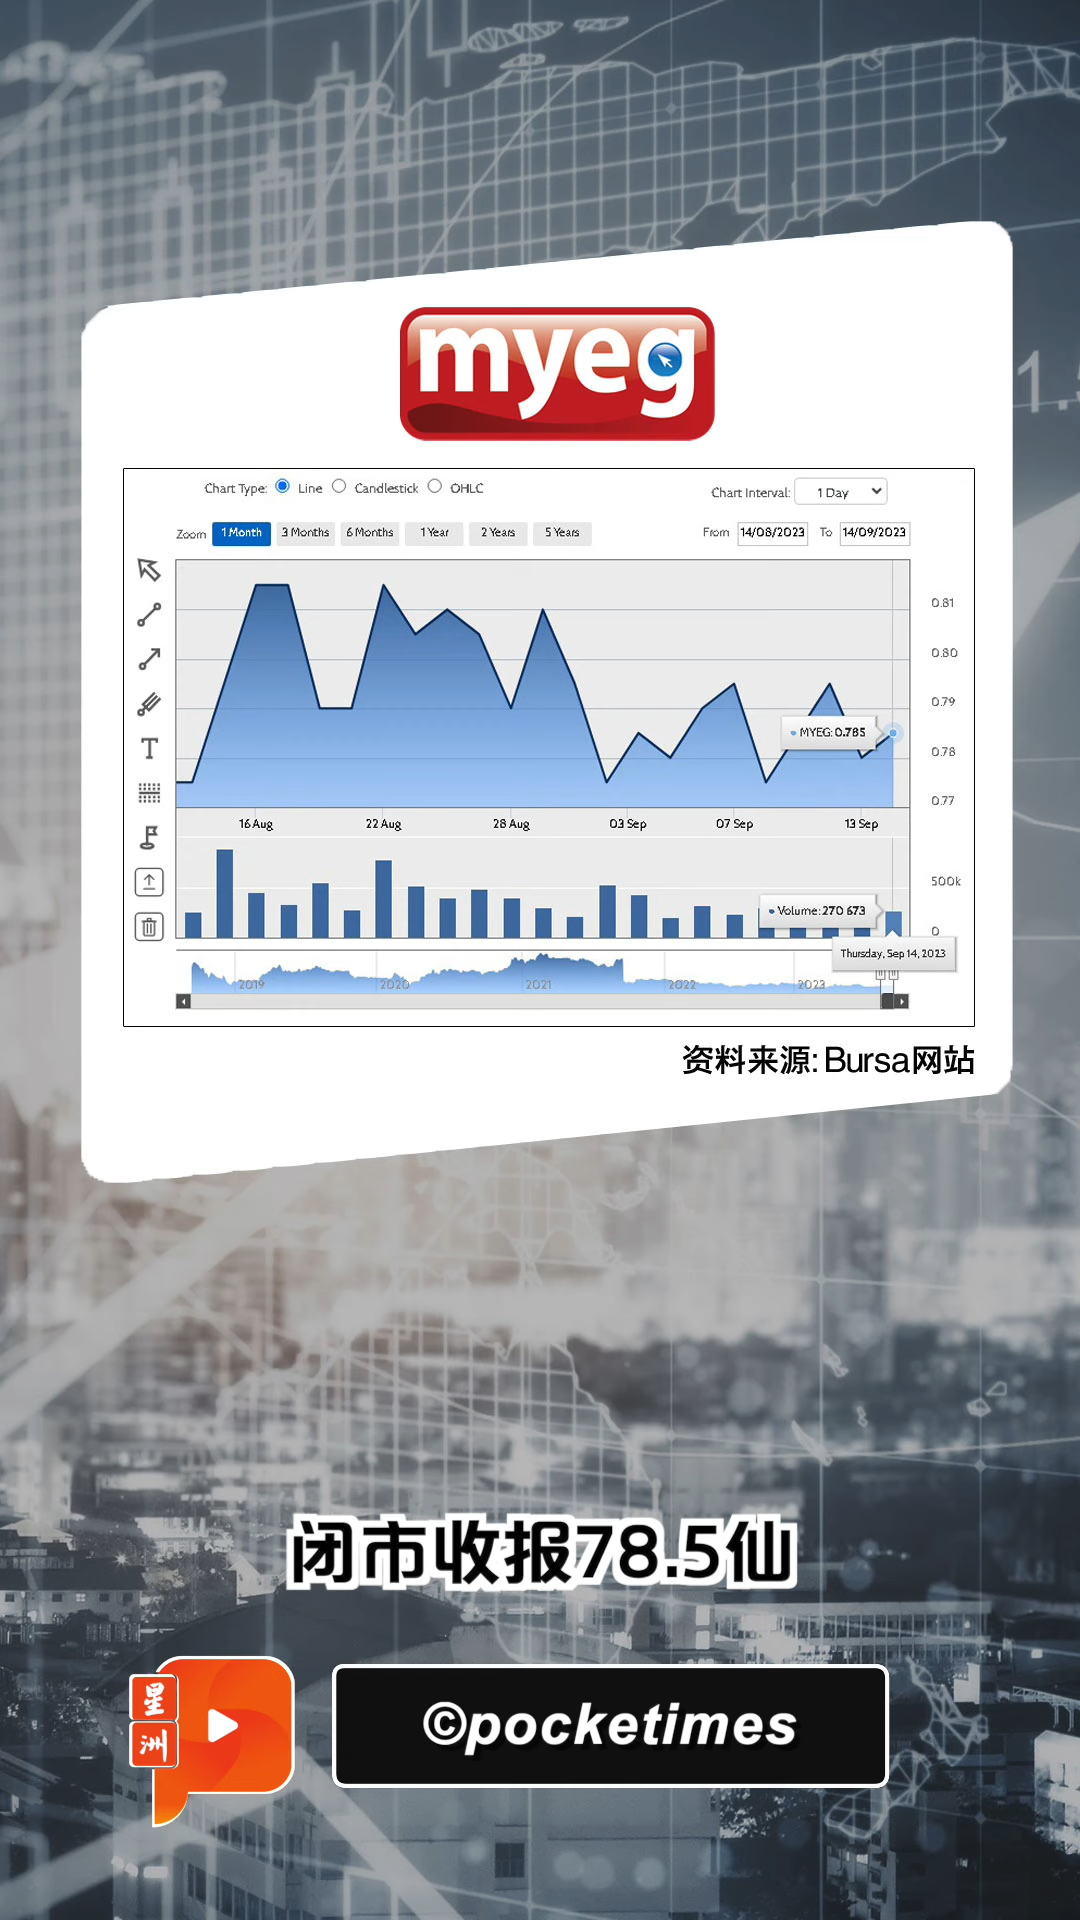 1.5
myeg
Chart Type: Line Candlestick OHLC
Chart Interval: 1 Day
Zoom 1 Month 3 Months 6 Months 1 Year 2 Years 5 Years
From 14/08/2023 To 14/09/2023
0.81
0.80
0.79
MYEG: 0.785
0.78
0.77
16 Aug 22 Aug 28 Aug 03 Sep 07 Sep 13 Sep
500k
Volume: 270 673
0
Thursday, Sep 14, 2023
2019 2020 2021 2022 2023
资料来源: Bursa网站
闭市收报78.5仙
星洲
©pocketimes